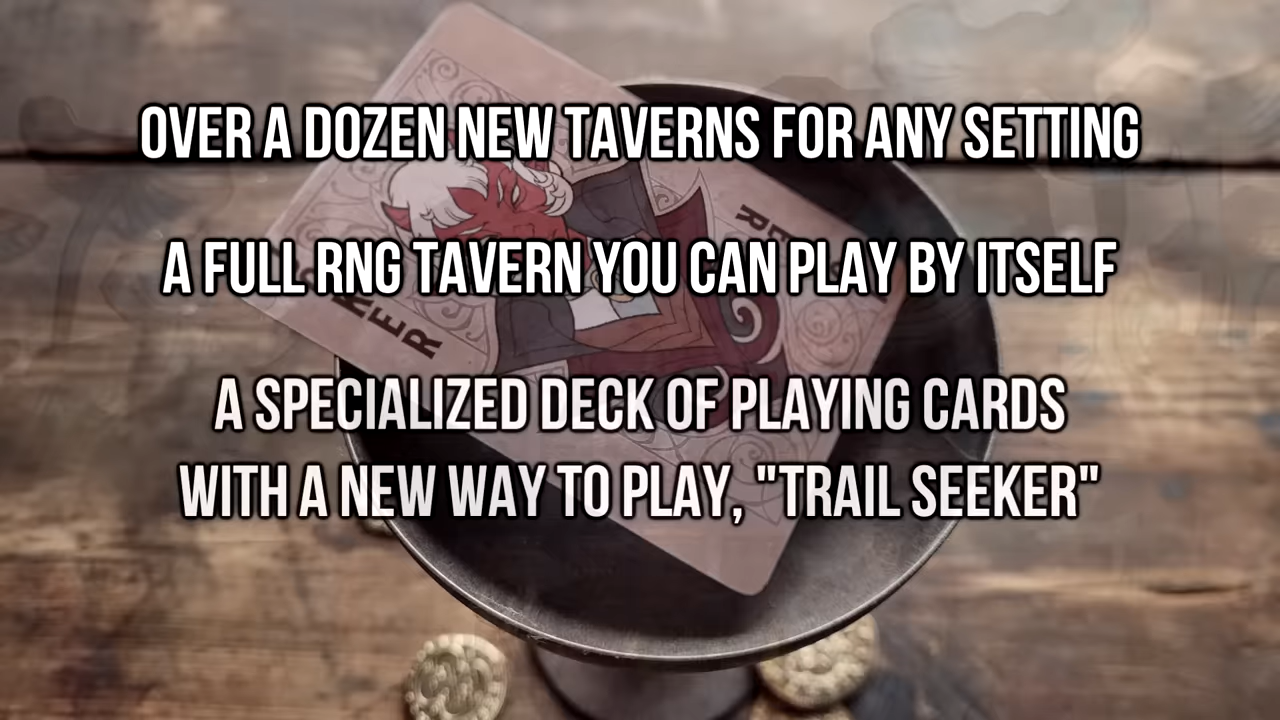 OVER A DOZEN NEW TAVERNS FOR ANY SETTING
A FULL RNG TAVERN YOU CAN PLAY BY ITSELF
A SPECIALIZED DECK OF PLAYING CARDS
WITH A NEW WAY TO PLAY, "TRAIL SEEKER"